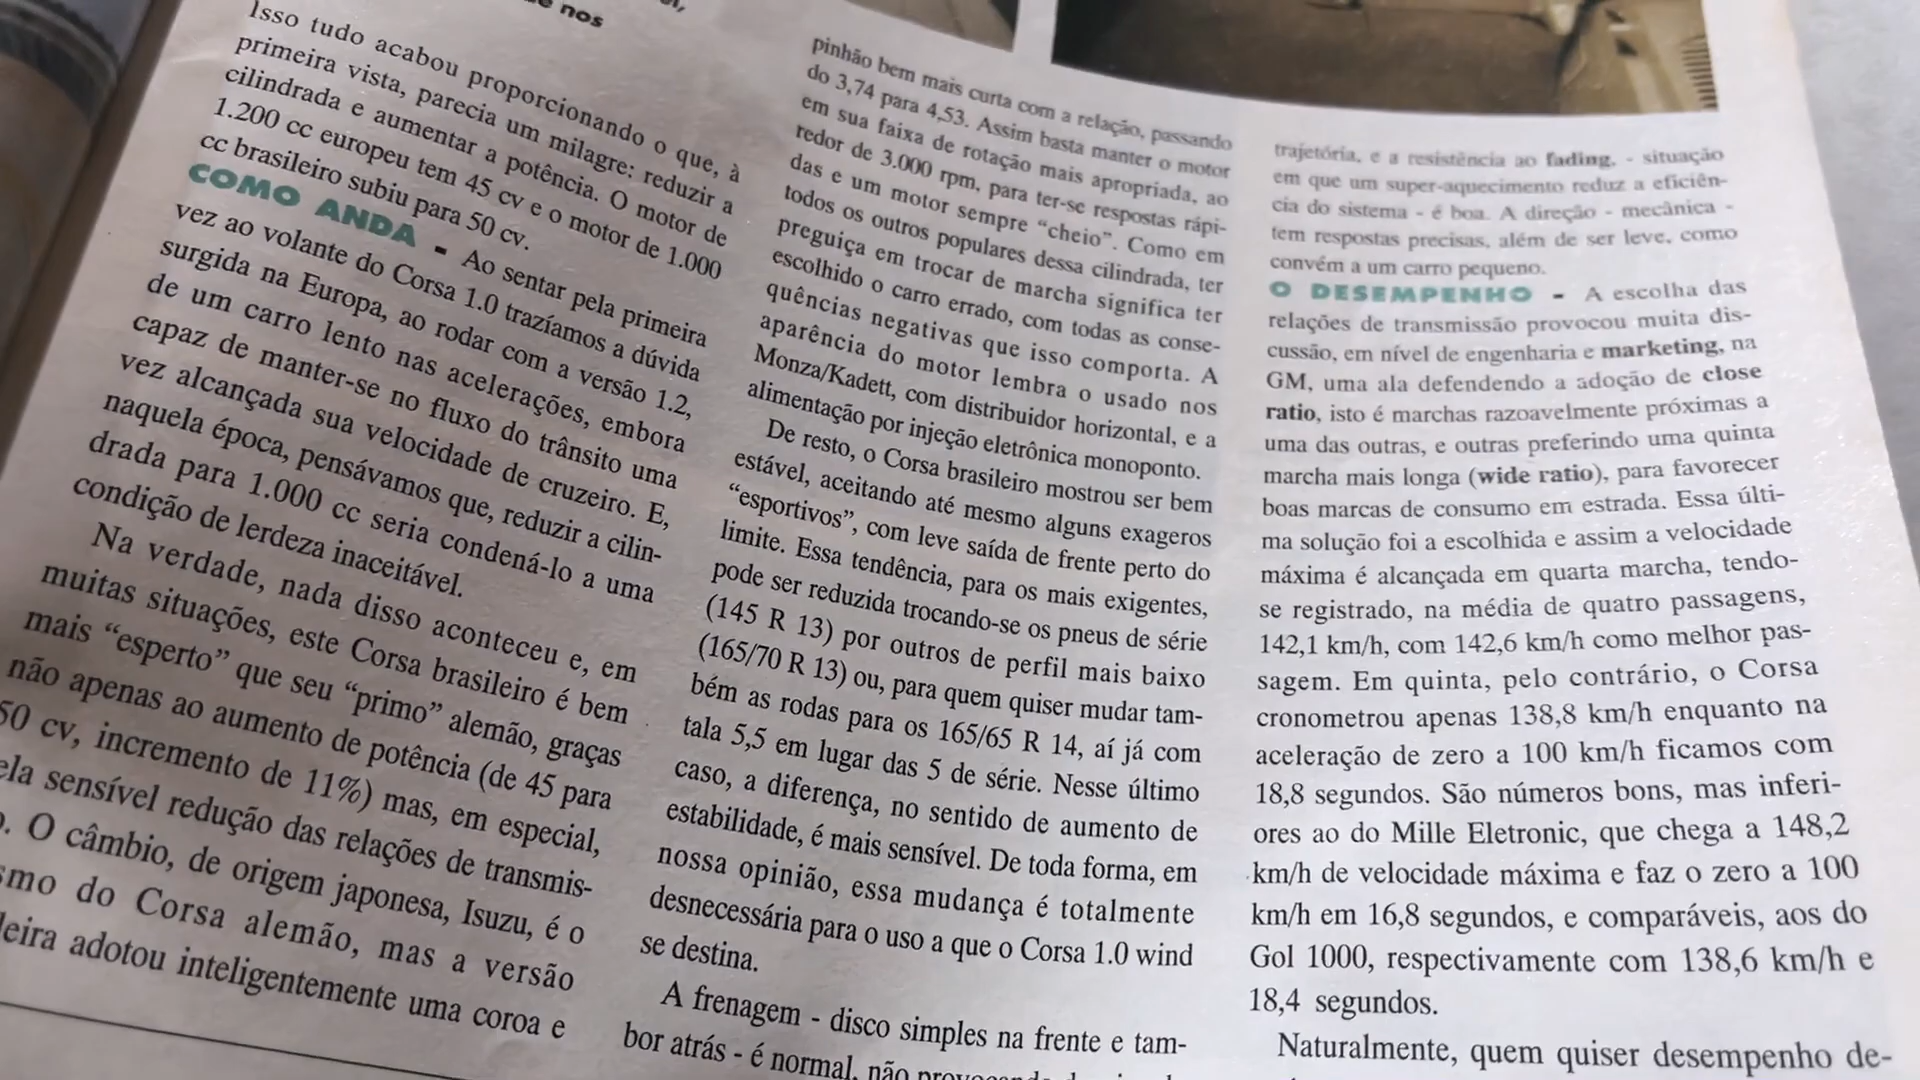 nos
Isso tudo acabou proporcionando o que, à
primeira vista, parecia um milagre: reduzir a
cilindrada e aumentar a potência. O motor de
1.200 cc europeu tem 45 cv e o motor de 1.000
cc brasileiro subiu para 50 cv.
COMO ANDA - Ao sentar pela primeira
vez ao volante do Corsa 1.0 trazíamos a dúvida
surgida na Europa, ao rodar com a versão 1.2,
de um carro lento nas acelerações, embora
capaz de manter-se no fluxo do trânsito uma
vez alcançada sua velocidade de cruzeiro. E,
naquela época, pensávamos que, reduzir a cilin-
drada para 1.000 cc seria condená-lo a uma
condição de lerdeza inaceitável.
Na verdade, nada disso aconteceu e, em
muitas situações, este Corsa brasileiro é bem
mais “esperto” que seu “primo” alemão, graças
não apenas ao aumento de potência (de 45 para
50 cv, incremento de 11%) mas, em especial,
ela sensível redução das relações de transmis-
. O câmbio, de origem japonesa, Isuzu, é o
smo do Corsa alemão, mas a versão
leira adotou inteligentemente uma coroa e
pinhão bem mais curta com a relação, passando
do 3,74 para 4,53. Assim basta manter o motor
em sua faixa de rotação mais apropriada, ao
redor de 3.000 rpm, para ter-se respostas rápi-
das e um motor sempre “cheio”. Como em
todos os outros populares dessa cilindrada, ter
preguiça em trocar de marcha significa ter
escolhido o carro errado, com todas as conse-
quências negativas que isso comporta. A
aparência do motor lembra o usado nos
Monza/Kadett, com distribuidor horizontal, e a
alimentação por injeção eletrônica monoponto.
De resto, o Corsa brasileiro mostrou ser bem
estável, aceitando até mesmo alguns exageros
“esportivos”, com leve saída de frente perto do
limite. Essa tendência, para os mais exigentes,
pode ser reduzida trocando-se os pneus de série
(145 R 13) por outros de perfil mais baixo
(165/70 R 13) ou, para quem quiser mudar tam-
bém as rodas para os 165/65 R 14, aí já com
tala 5,5 em lugar das 5 de série. Nesse último
caso, a diferença, no sentido de aumento de
estabilidade, é mais sensível. De toda forma, em
nossa opinião, essa mudança é totalmente
desnecessária para o uso a que o Corsa 1.0 wind
se destina.
A frenagem - disco simples na frente e tam-
bor atrás - é normal, não
trajetória, e a resistência ao fading, - situação
em que um super-aquecimento reduz a eficiên-
cia do sistema - é boa. A direção - mecânica -
tem respostas precisas, além de ser leve, como
convém a um carro pequeno.
O DESEMPENHO - A escolha das
relações de transmissão provocou muita dis-
cussão, em nível de engenharia e marketing, na
GM, uma ala defendendo a adoção de close
ratio, isto é marchas razoavelmente próximas a
uma das outras, e outras preferindo uma quinta
marcha mais longa (wide ratio), para favorecer
boas marcas de consumo em estrada. Essa últi-
ma solução foi a escolhida e assim a velocidade
máxima é alcançada em quarta marcha, tendo-
se registrado, na média de quatro passagens,
142,1 km/h, com 142,6 km/h como melhor pas-
sagem. Em quinta, pelo contrário, o Corsa
cronometrou apenas 138,8 km/h enquanto na
aceleração de zero a 100 km/h ficamos com
18,8 segundos. São números bons, mas inferi-
ores ao do Mille Eletronic, que chega a 148,2
km/h de velocidade máxima e faz o zero a 100
km/h em 16,8 segundos, e comparáveis, aos do
Gol 1000, respectivamente com 138,6 km/h e
18,4 segundos.
Naturalmente, quem quiser desempenho de-